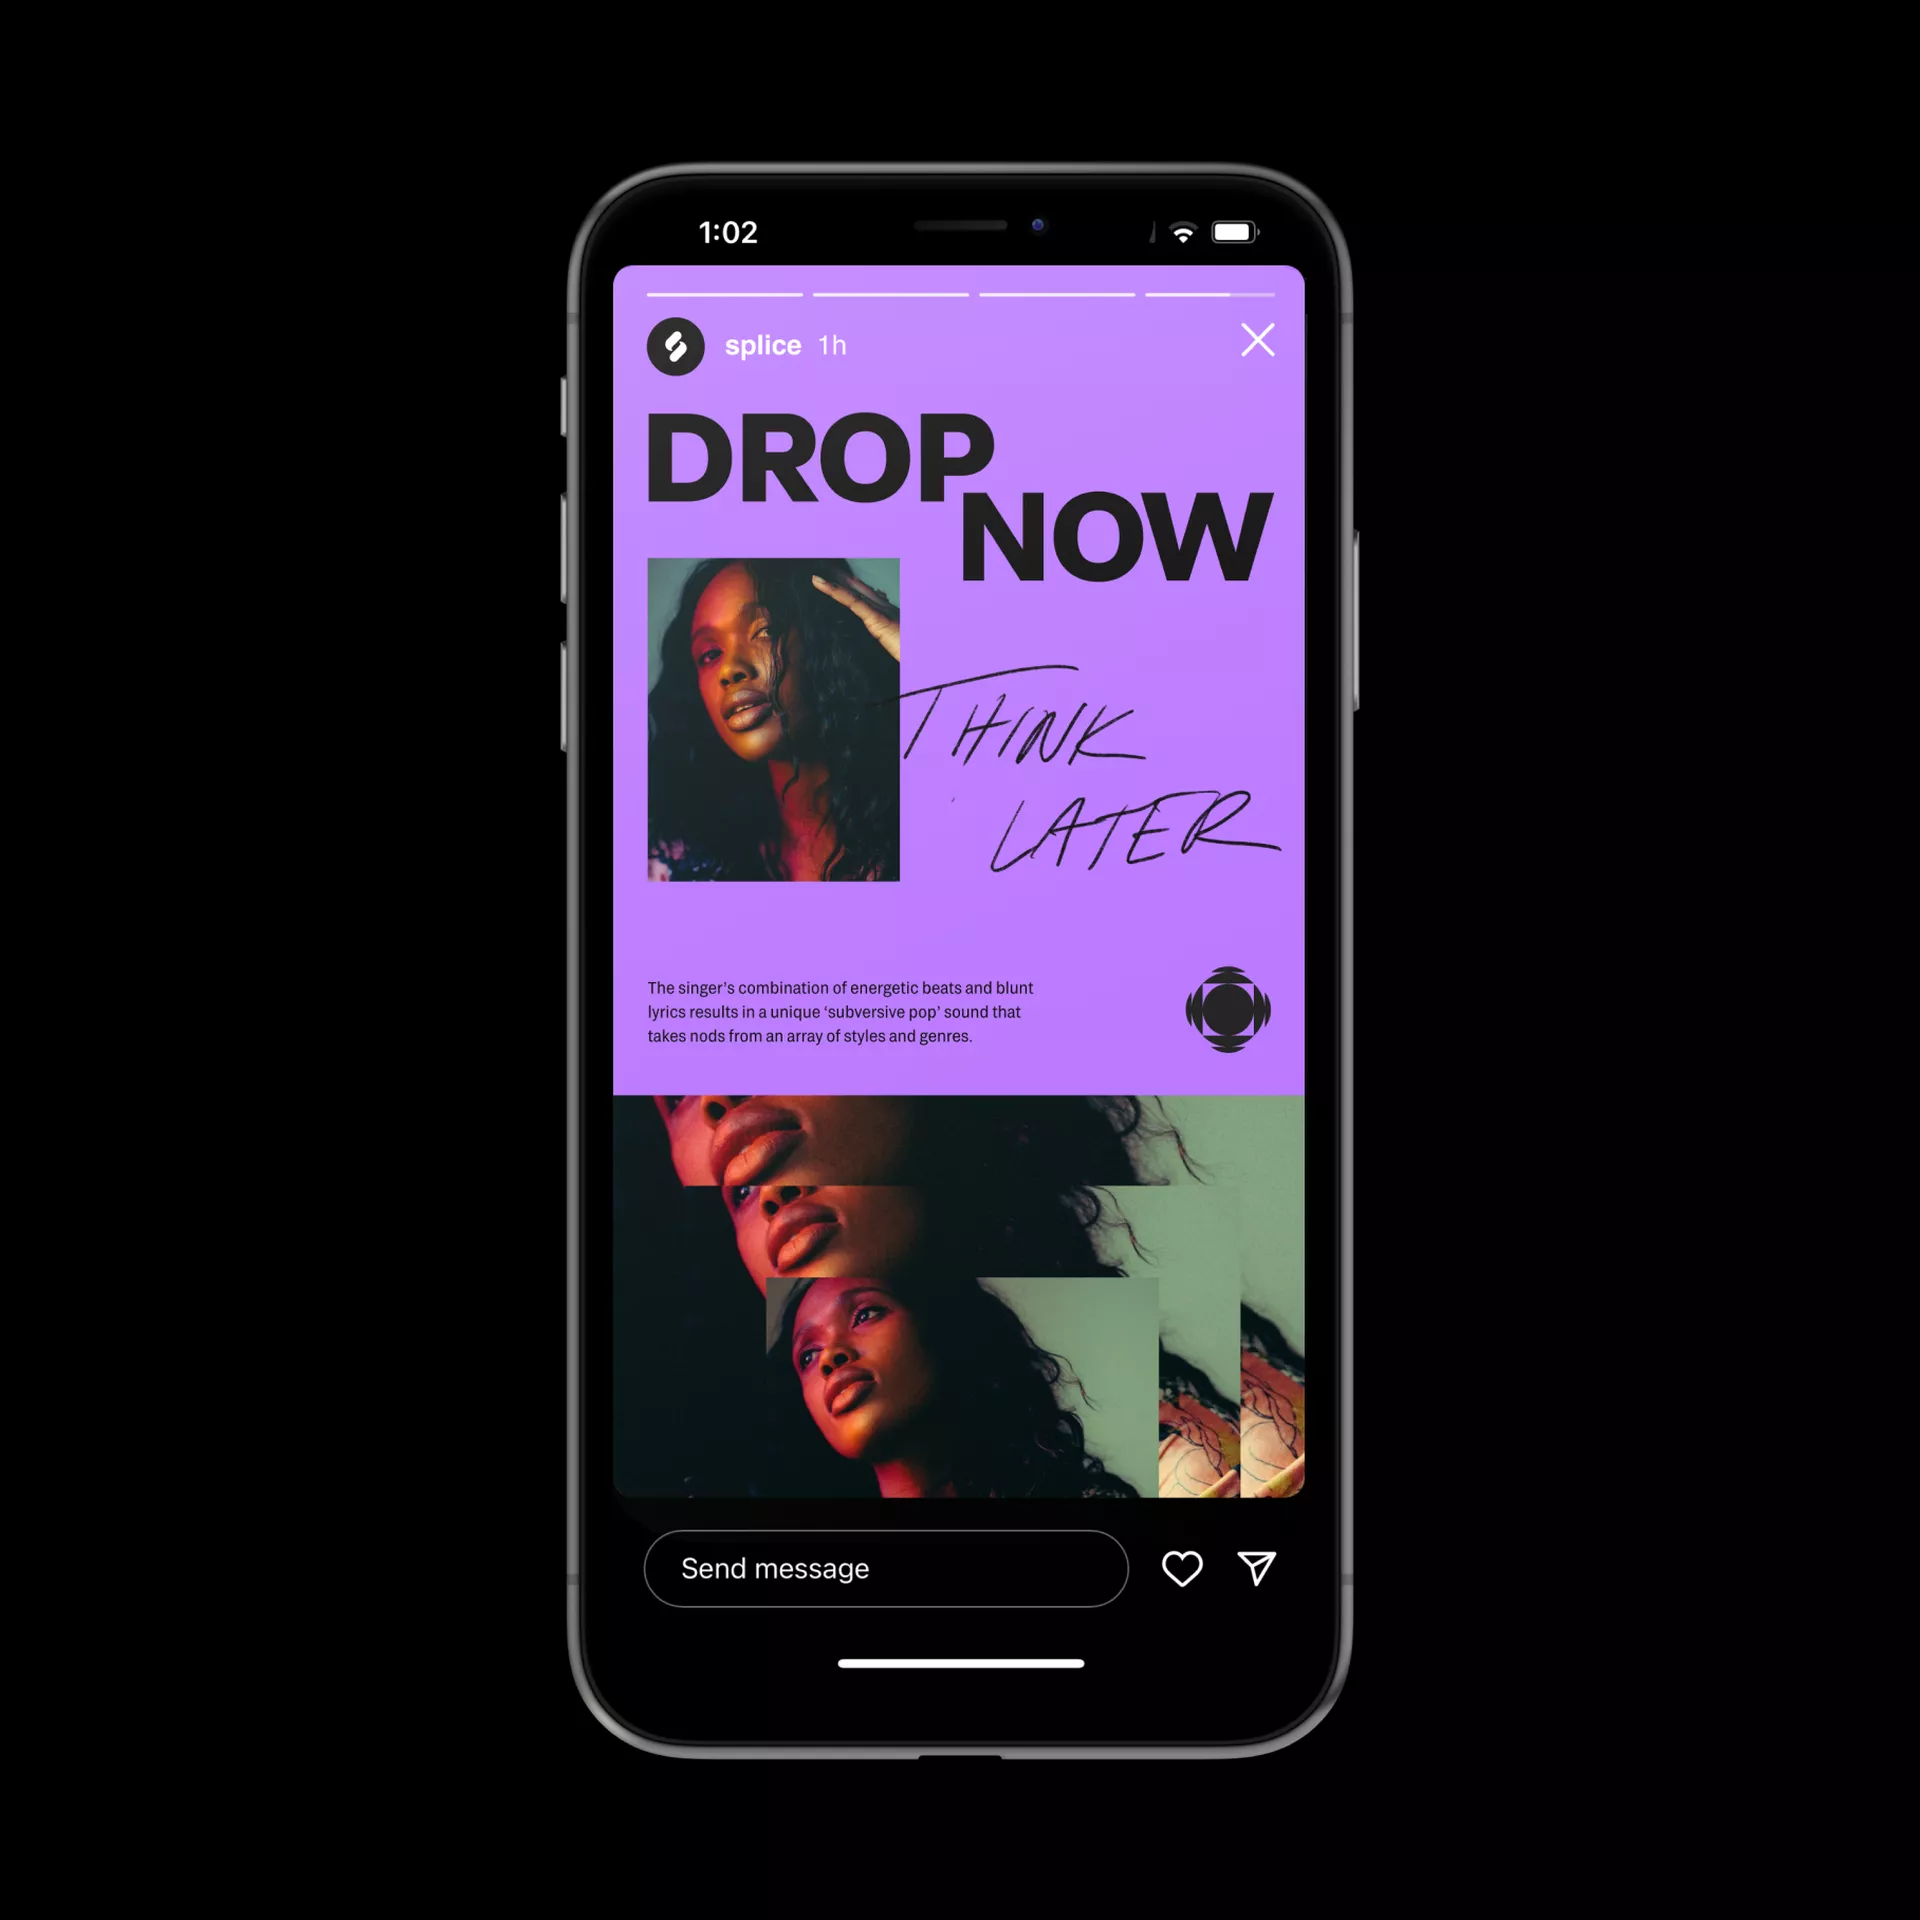 1:02
splice 1h
DROP
NOW
THINK
LATER
The singer’s combination of energetic beats and blunt
lyrics results in a unique ‘subversive pop’ sound that
takes nods from an array of styles and genres.
Send message